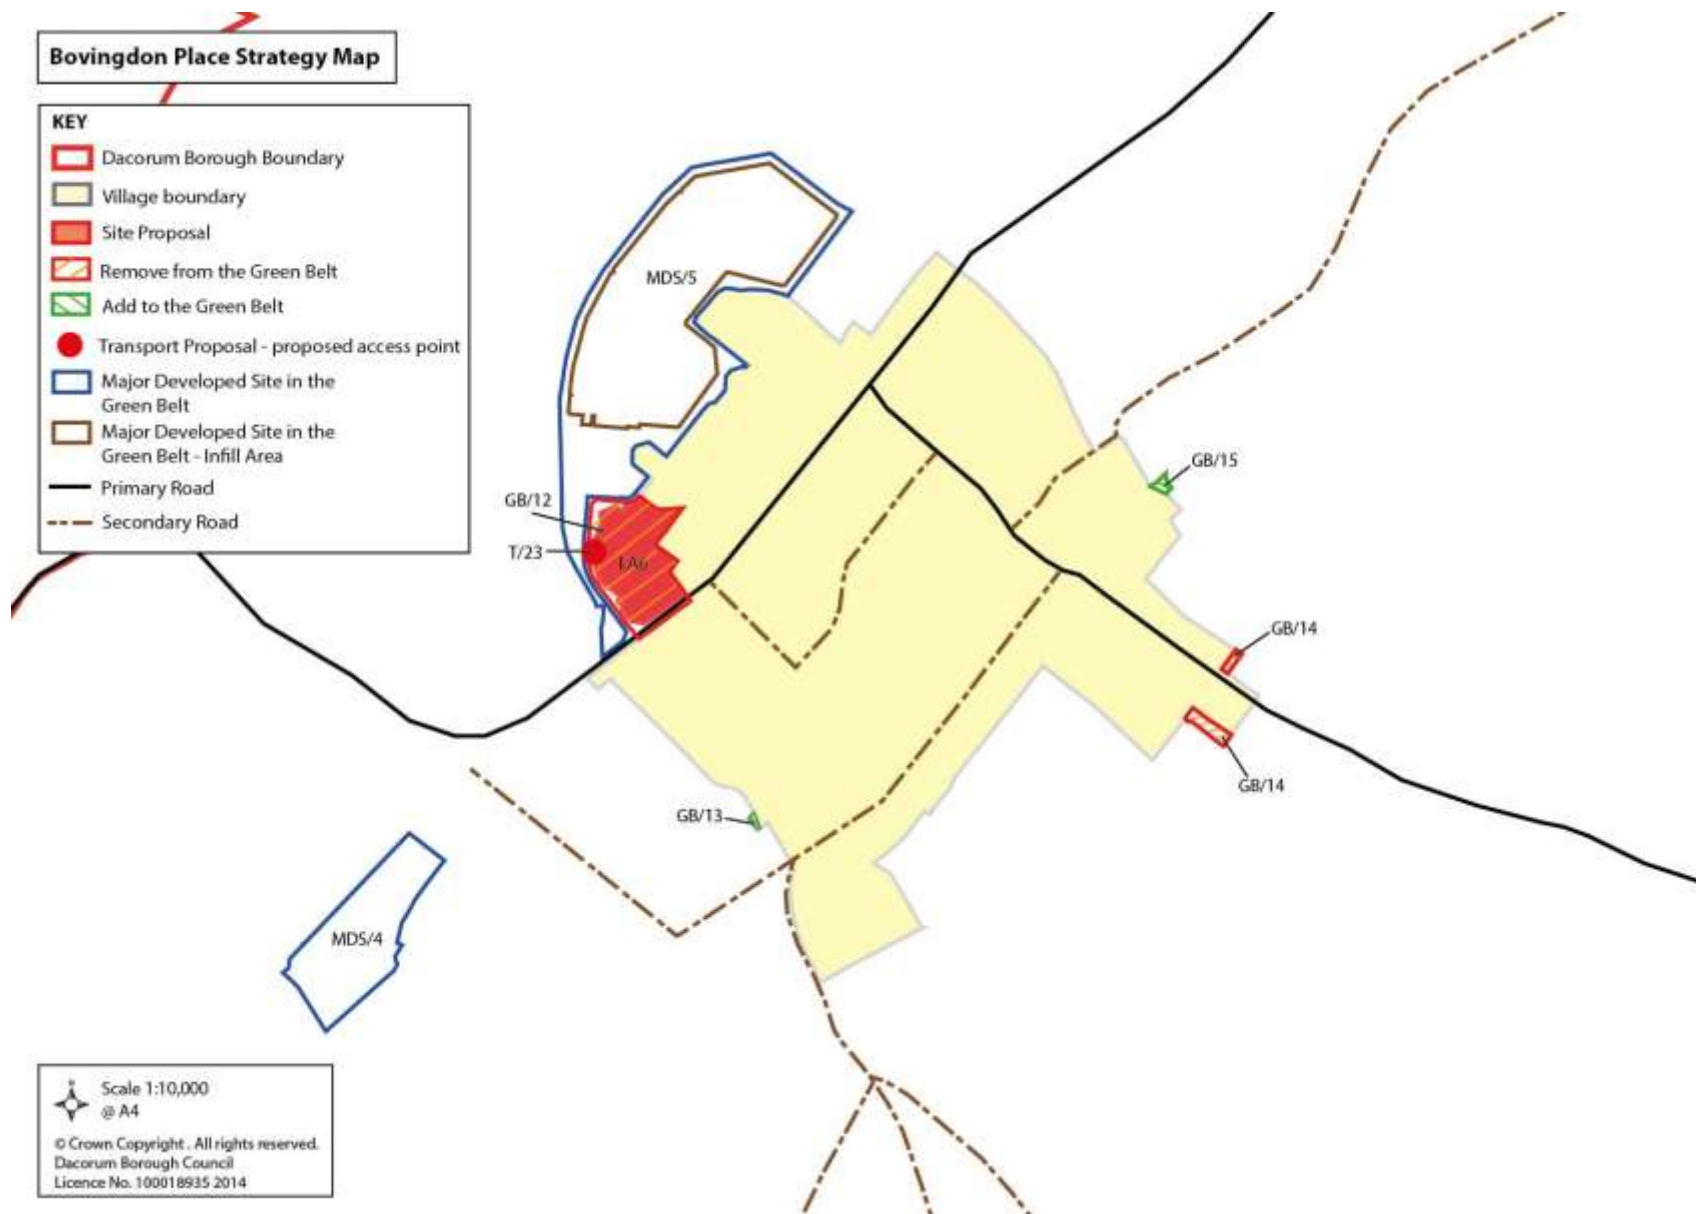 Bovingdon Place Strategy Map
KEY
Dacorum Borough Boundary
Village boundary
Site Proposal
Remove from the Green Belt
Add to the Green Belt
Transport Proposal - proposed access point
Major Developed Site in the
Green Belt
Major Developed Site in the
Green Belt - Infill Area
Primary Road
Secondary Road
MDS/5
GB/15
GB/12
T/23
LA6
GB/14
GB/14
GB/13
MDS/4
N
Scale 1:10,000
@ A4
© Crown Copyright . All rights reserved.
Dacorum Borough Council
Licence No. 100018935 2014